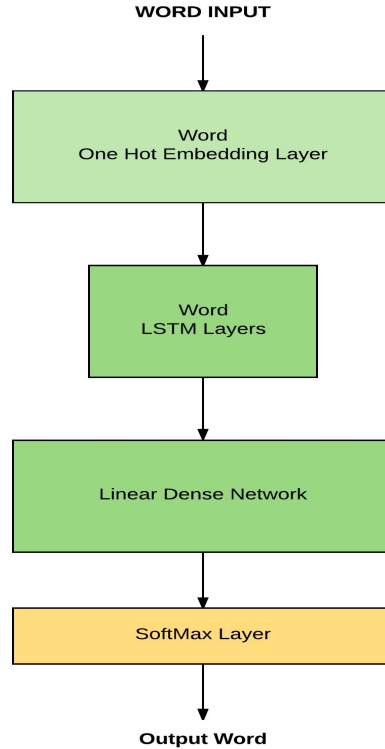 WORD INPUT
Word
One Hot Embedding Layer
Word
LSTM Layers
Linear Dense Network
SoftMax Layer
Output Word